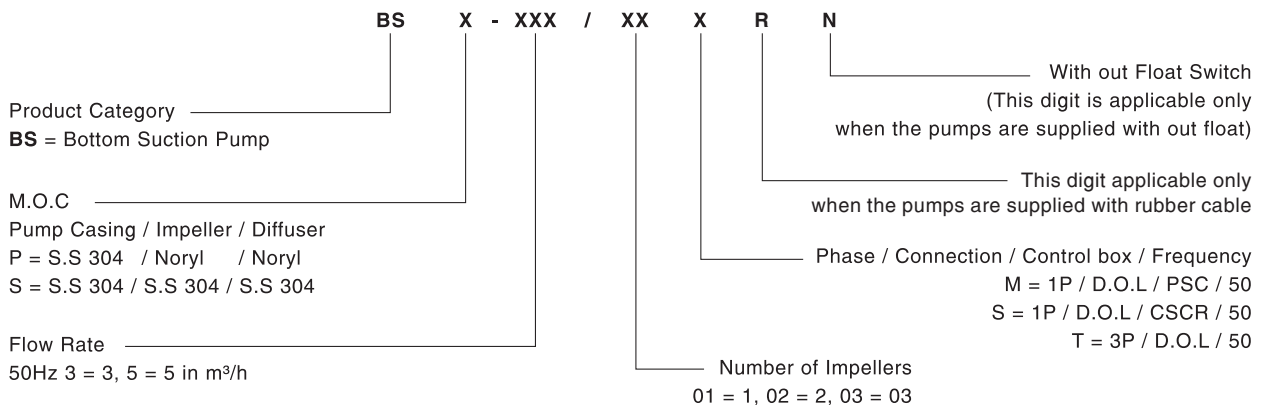 BS X - XXX / XX X R N
Product Category
BS = Bottom Suction Pump
M.O.C
Pump Casing / Impeller / Diffuser
P = S.S 304 / Noryl / Noryl
S = S.S 304 / S.S 304 / S.S 304
Flow Rate
50Hz 3 = 3, 5 = 5 in m³/h
With out Float Switch
(This digit is applicable only
when the pumps are supplied with out float)
This digit applicable only
when the pumps are supplied with rubber cable
Phase / Connection / Control box / Frequency
M = 1P / D.O.L / PSC / 50
S = 1P / D.O.L / CSCR / 50
T = 3P / D.O.L / 50
Number of Impellers
01 = 1, 02 = 2, 03 = 03